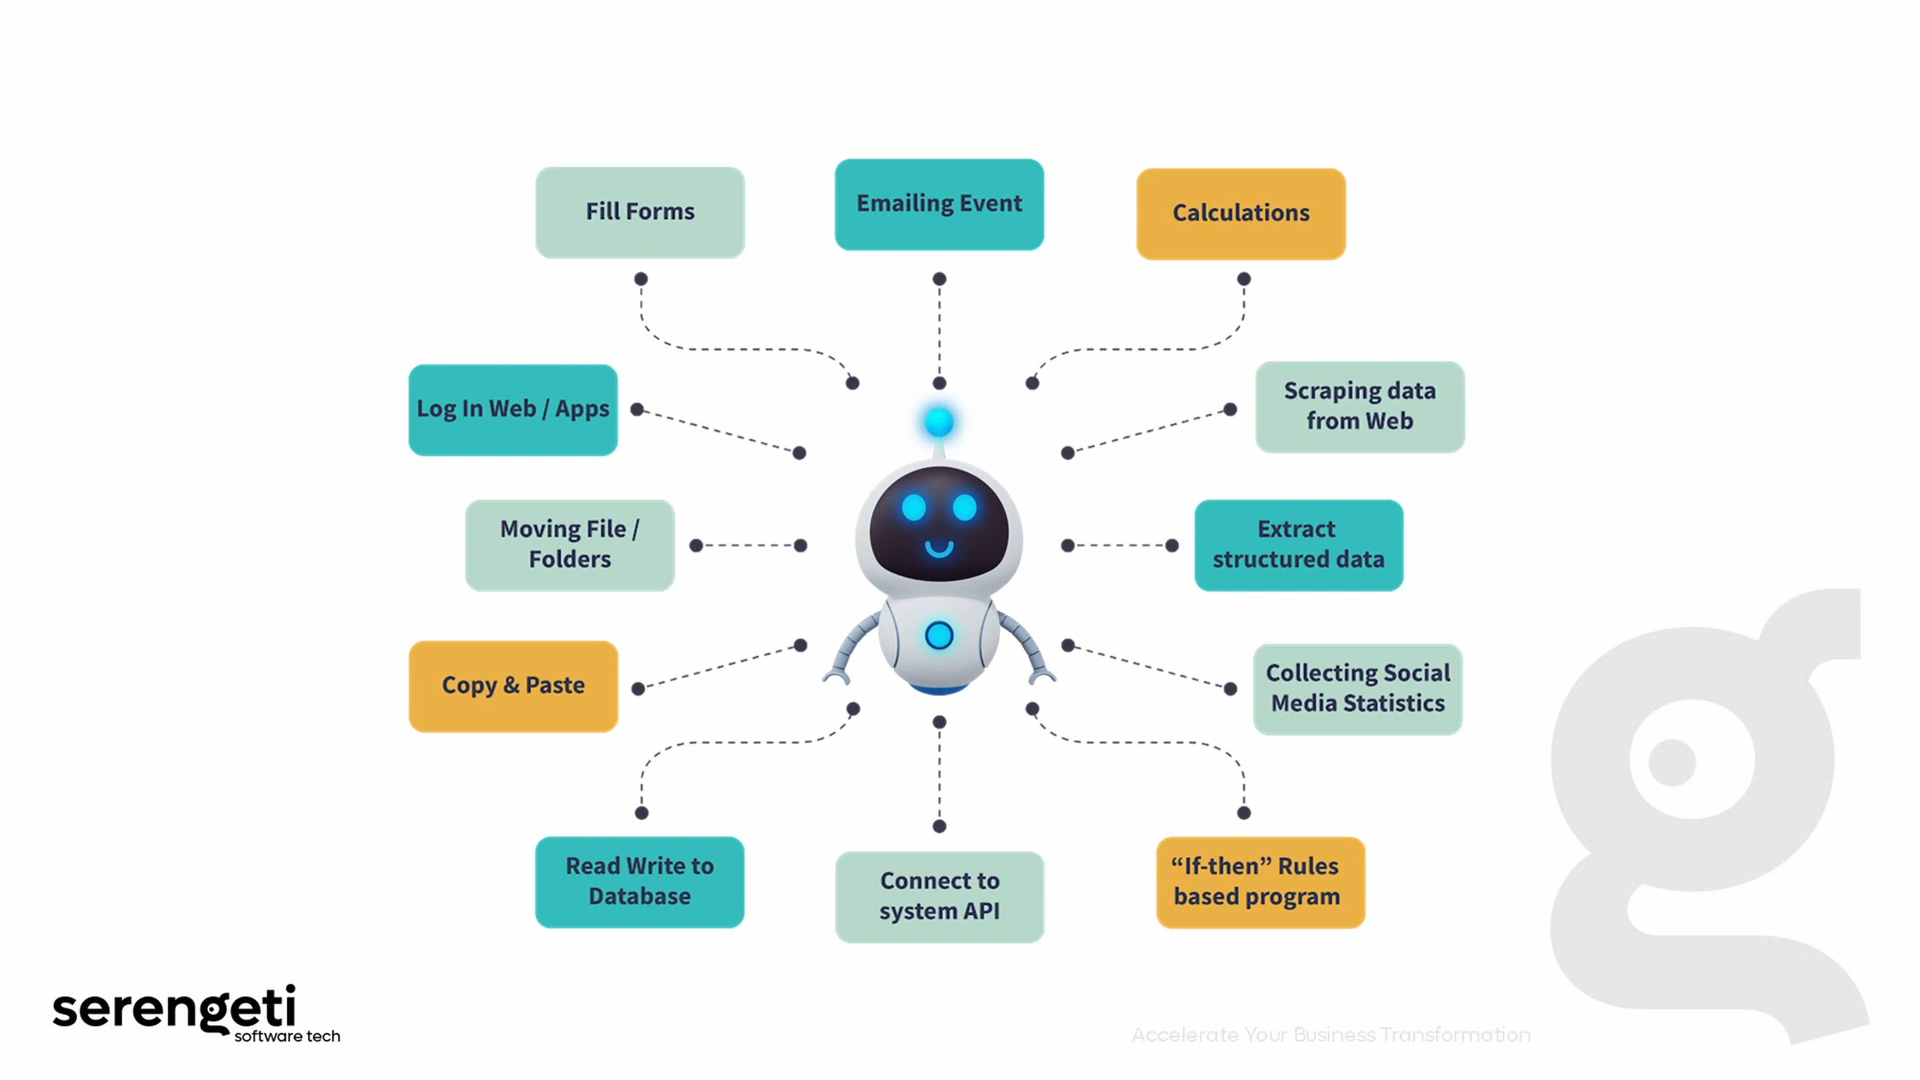 Fill Forms
Emailing Event
Calculations
Log In Web / Apps
Scraping data
from Web
Moving File /
Folders
Extract
structured data
Copy & Paste
Collecting Social
Media Statistics
Read Write to
Database
Connect to
system API
“If-then” Rules
based program
serengeti
software tech
Accelerate Your Business Transformation